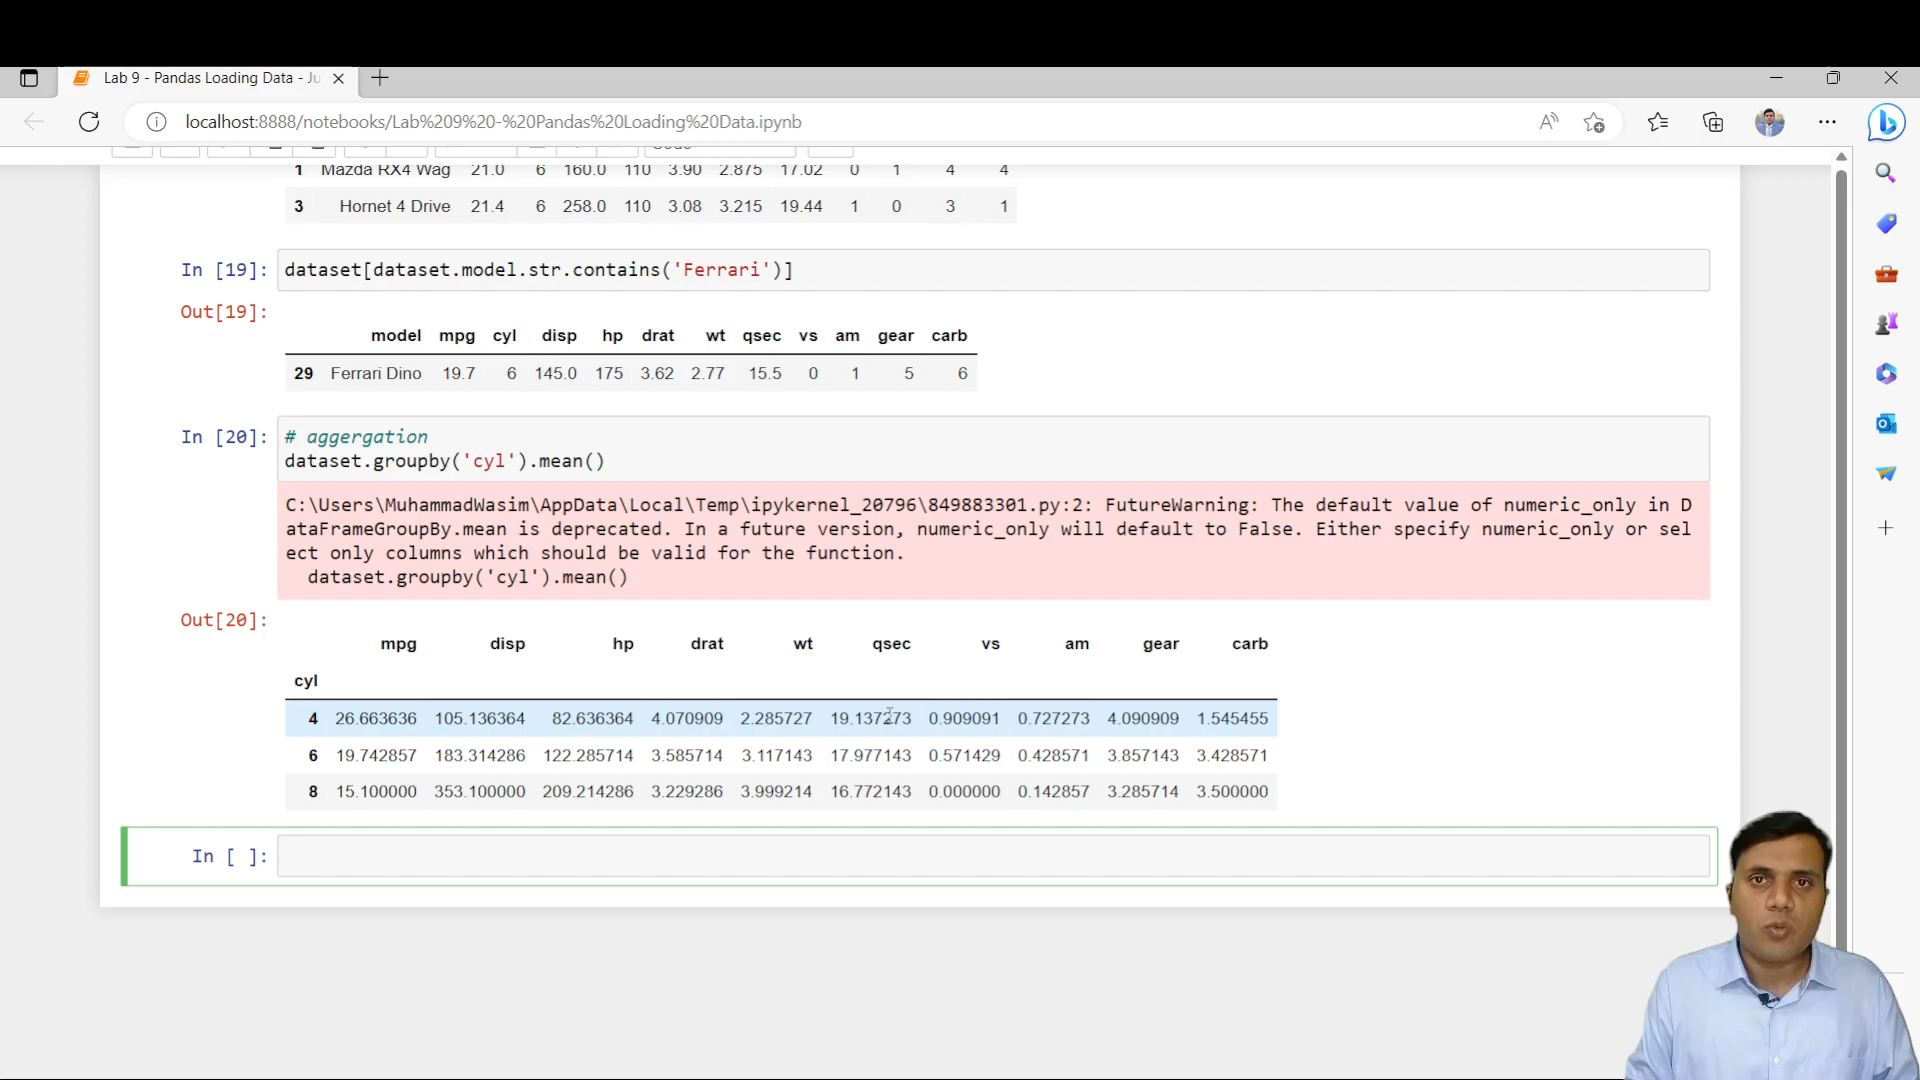 Lab 9 - Pandas Loading Data - Ju
localhost:8888/notebooks/Lab%209%20-%20Pandas%20Loading%20Data.ipynb
1 Mazda RX4 Wag 21.0 6 160.0 110 3.90 2.875 17.02 0 1 4 4
3 Hornet 4 Drive 21.4 6 258.0 110 3.08 3.215 19.44 1 0 3 1
In [19]: dataset[dataset.model.str.contains('Ferrari')]
Out[19]:
model mpg cyl disp hp drat wt qsec vs am gear carb
29 Ferrari Dino 19.7 6 145.0 175 3.62 2.77 15.5 0 1 5 6
In [20]: # aggergation
dataset.groupby('cyl').mean()
C:\Users\MuhammadWasim\AppData\Local\Temp\ipykernel_20796\849883301.py:2: FutureWarning: The default value of numeric_only in D
ataFrameGroupBy.mean is deprecated. In a future version, numeric_only will default to False. Either specify numeric_only or sel
ect only columns which should be valid for the function.
dataset.groupby('cyl').mean()
Out[20]:
mpg disp hp drat wt qsec vs am gear carb
cyl
4 26.663636 105.136364 82.636364 4.070909 2.285727 19.137273 0.909091 0.727273 4.090909 1.545455
6 19.742857 183.314286 122.285714 3.585714 3.117143 17.977143 0.571429 0.428571 3.857143 3.428571
8 15.100000 353.100000 209.214286 3.229286 3.999214 16.772143 0.000000 0.142857 3.285714 3.500000
In [ ]: